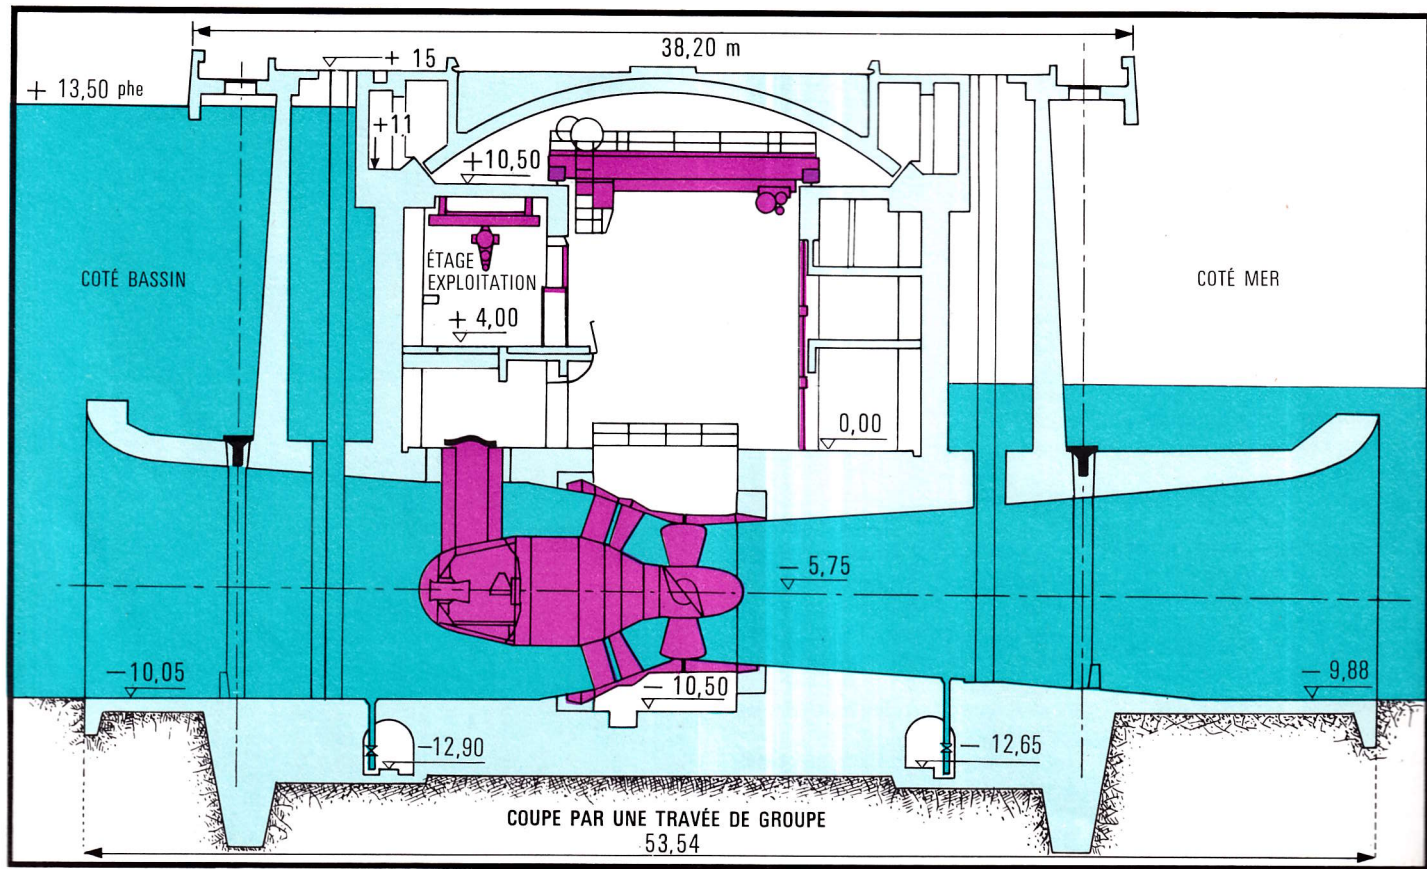 38,20 m
+ 15
+ 13,50 phe
+11
+10,50
COTÉ BASSIN
ÉTAGE
EXPLOITATION
COTÉ MER
+ 4,00
0,00
− 5,75
−10,05
− 10,50
− 9,88
−12,90
− 12,65
COUPE PAR UNE TRAVÉE DE GROUPE
53,54